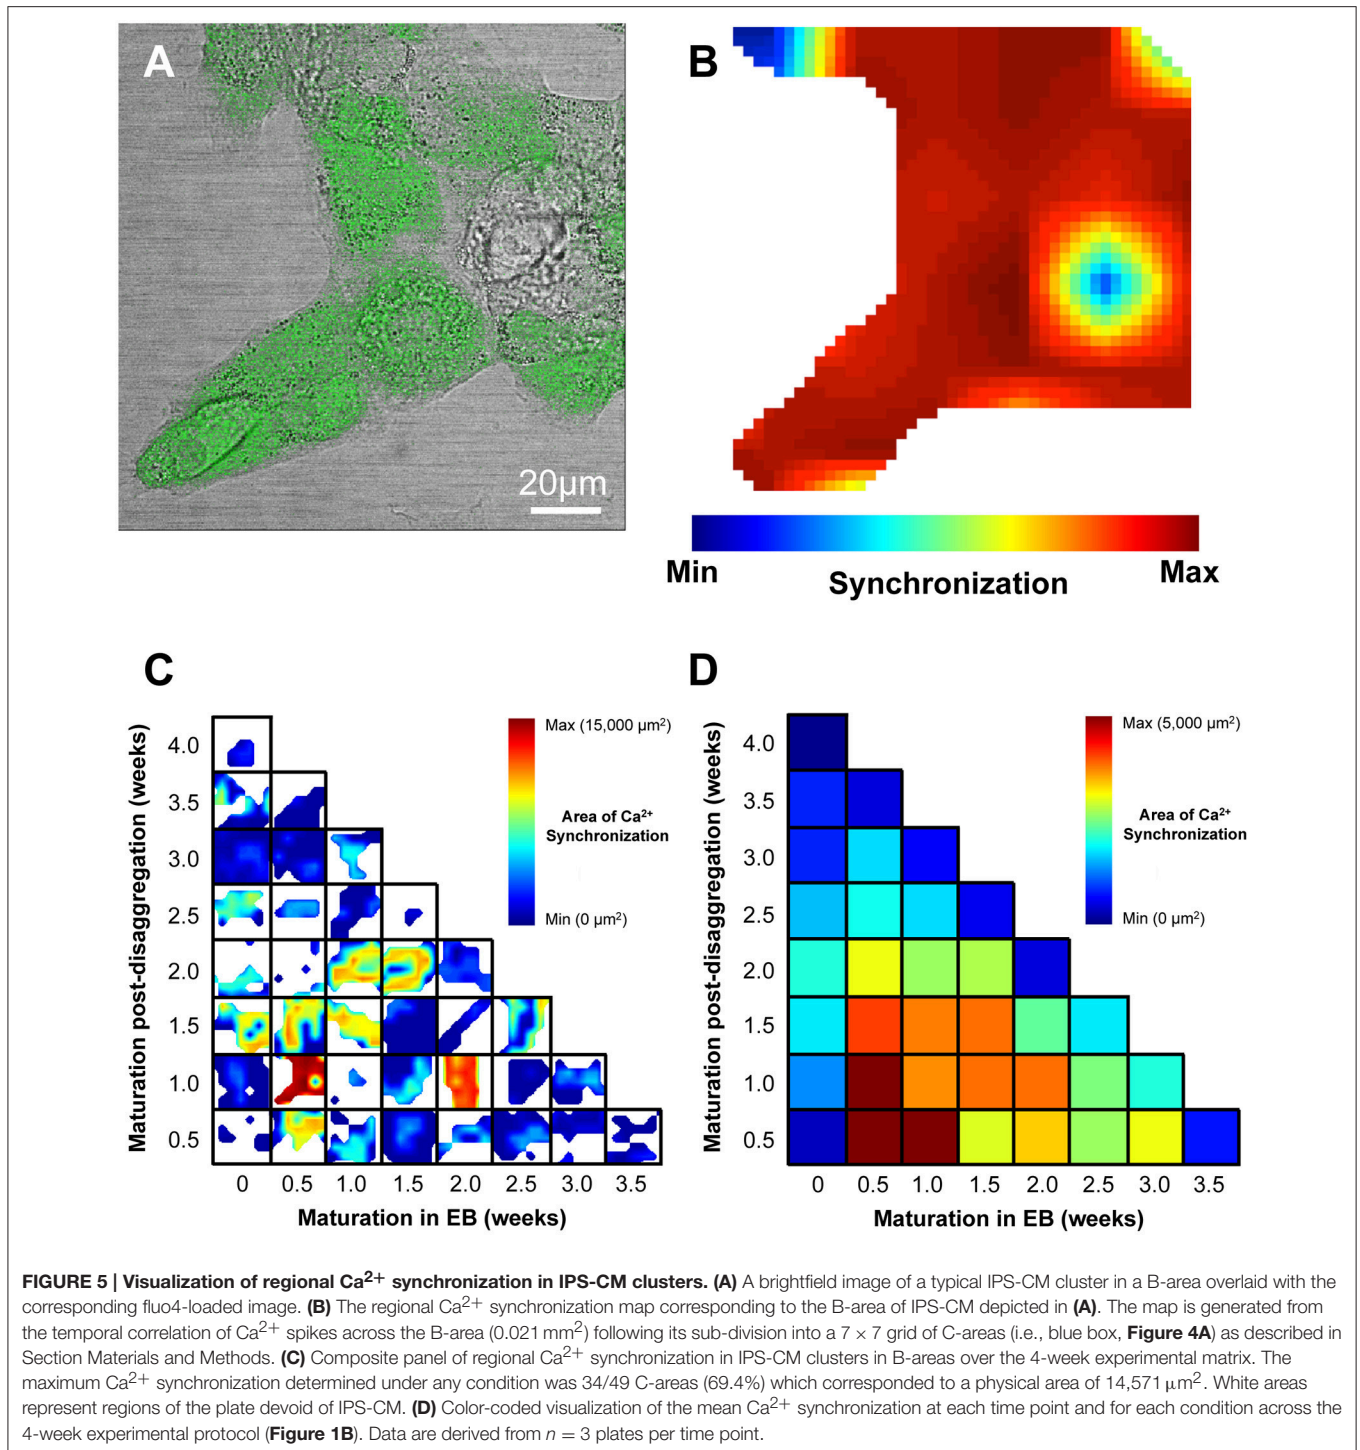 A
20µm
B
Min
Max
Synchronization
C
Maturation post-disaggregation (weeks)
4.0
3.5
3.0
2.5
2.0
1.5
1.0
0.5
0 0.5 1.0 1.5 2.0 2.5 3.0 3.5
Maturation in EB (weeks)
Max (15,000 µm²)
Area of Ca²⁺
Synchronization
Min (0 µm²)
D
Maturation post-disaggregation (weeks)
4.0
3.5
3.0
2.5
2.0
1.5
1.0
0.5
0 0.5 1.0 1.5 2.0 2.5 3.0 3.5
Maturation in EB (weeks)
Max (5,000 µm²)
Area of Ca²⁺
Synchronization
Min (0 µm²)
FIGURE 5 | Visualization of regional Ca²⁺ synchronization in IPS-CM clusters. (A) A brightfield image of a typical IPS-CM cluster in a B-area overlaid with the
corresponding fluo4-loaded image. (B) The regional Ca²⁺ synchronization map corresponding to the B-area of IPS-CM depicted in (A). The map is generated from
the temporal correlation of Ca²⁺ spikes across the B-area (0.021 mm²) following its sub-division into a 7 × 7 grid of C-areas (i.e., blue box, Figure 4A) as described in
Section Materials and Methods. (C) Composite panel of regional Ca²⁺ synchronization in IPS-CM clusters in B-areas over the 4-week experimental matrix. The
maximum Ca²⁺ synchronization determined under any condition was 34/49 C-areas (69.4%) which corresponded to a physical area of 14,571 µm². White areas
represent regions of the plate devoid of IPS-CM. (D) Color-coded visualization of the mean Ca²⁺ synchronization at each time point and for each condition across the
4-week experimental protocol (Figure 1B). Data are derived from n = 3 plates per time point.